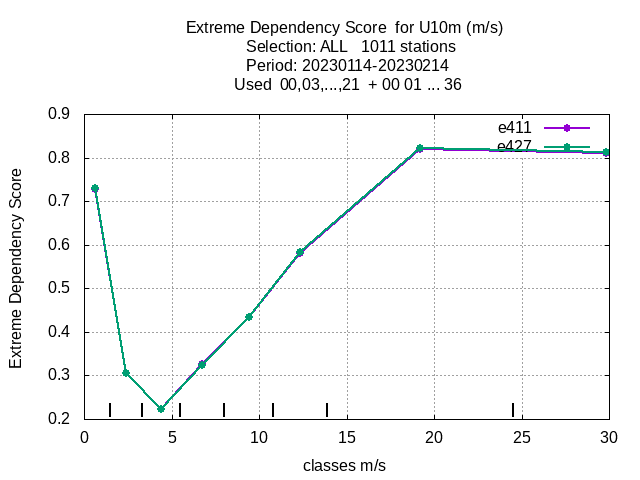 Extreme Dependency Score  for U10m (m/s)
Selection: ALL   1011 stations
Period: 20230114-20230214
Used  00,03,...,21  + 00 01 ... 36
e411
e427
Extreme Dependency Score
0.9
0.8
0.7
0.6
0.5
0.4
0.3
0.2
0 5 10 15 20 25 30
classes m/s